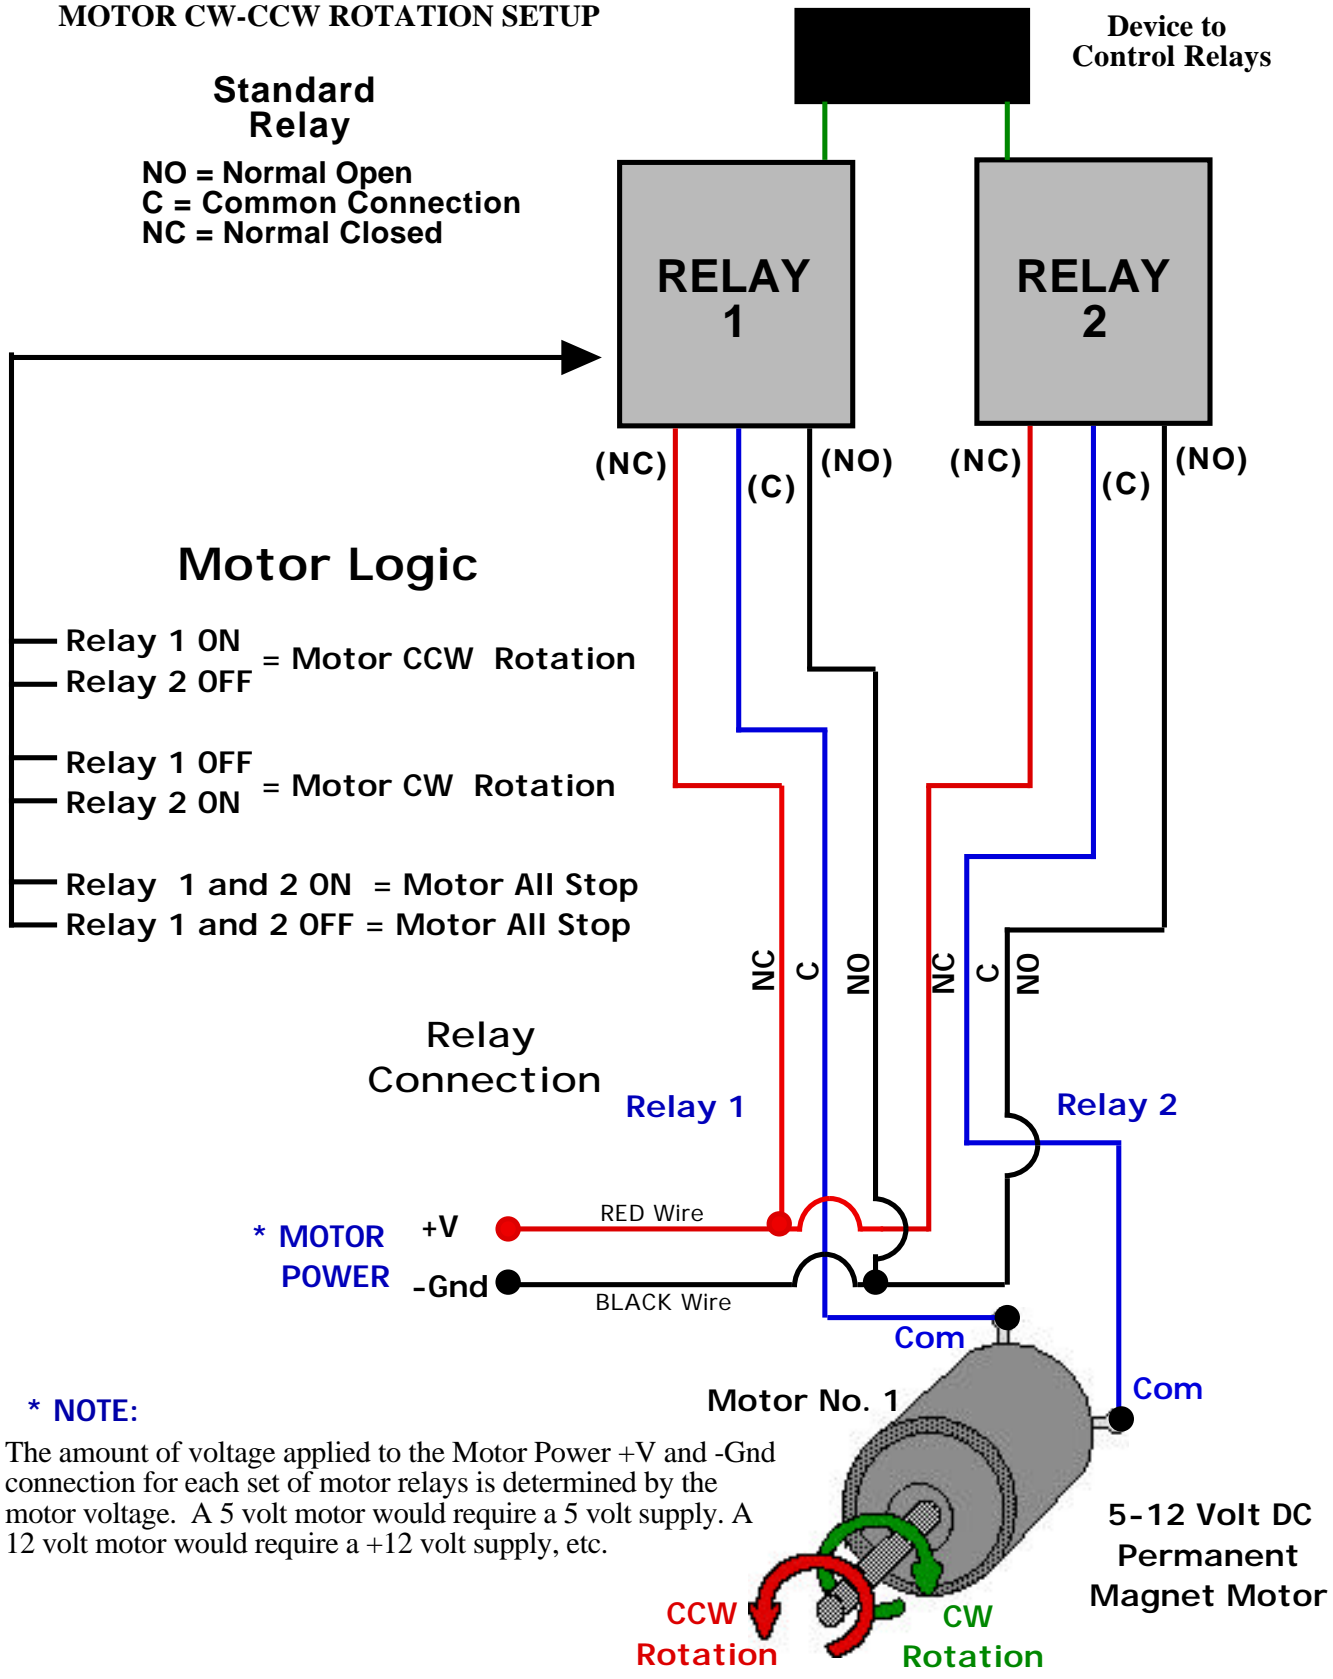 MOTOR CW-CCW ROTATION SETUP
Device to
Control Relays
Standard
Relay
NO = Normal Open
C = Common Connection
NC = Normal Closed
RELAY
1
RELAY
2
(NC)
(C)
(NO)
(NC)
(C)
(NO)
Motor Logic
Relay 1 ON
Relay 2 OFF
= Motor CCW Rotation
Relay 1 OFF
Relay 2 ON
= Motor CW Rotation
Relay 1 and 2 ON = Motor All Stop
Relay 1 and 2 OFF = Motor All Stop
NC
C
NO
NC
C
NO
Relay
Connection
Relay 1
Relay 2
* MOTOR
POWER
+V
-Gnd
RED Wire
BLACK Wire
Com
Com
Motor No. 1
* NOTE:
The amount of voltage applied to the Motor Power +V and -Gnd
connection for each set of motor relays is determined by the
motor voltage. A 5 volt motor would require a 5 volt supply. A
12 volt motor would require a +12 volt supply, etc.
5-12 Volt DC
Permanent
Magnet Motor
CCW
Rotation
CW
Rotation